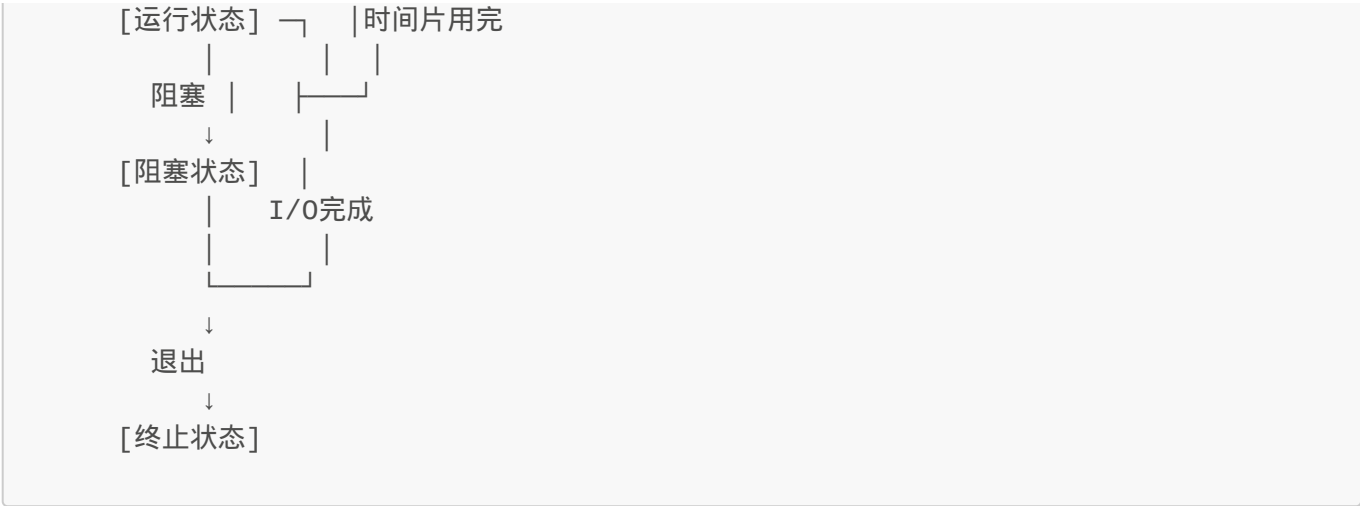 [运行状态] ─┐ │时间片用完
│ │ │
阻塞 │ ├───┘
↓ │
[阻塞状态] │
│ I/O完成
│ │
└─────┘
↓
退出
↓
[终止状态]